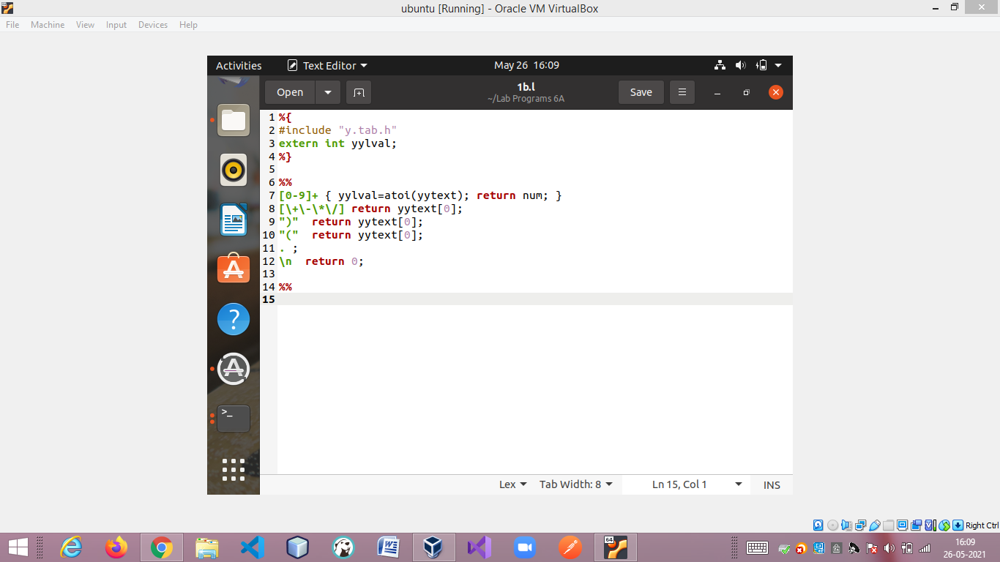 ubuntu [Running] - Oracle VM VirtualBox
File Machine View Input Devices Help
Activities Text Editor May 26 16:09
Open 1b.l Save
~/Lab Programs 6A
1 %{
2 #include "y.tab.h"
3 extern int yylval;
4 %}
5
6 %%
7 [0-9]+ { yylval=atoi(yytext); return num; }
8 [\+\-\*\/] return yytext[0];
9 ")"  return yytext[0];
10 "("  return yytext[0];
11 . ;
12 \n  return 0;
13
14 %%
15
Lex Tab Width: 8 Ln 15, Col 1 INS
Right Ctrl
64
16:09
26-05-2021